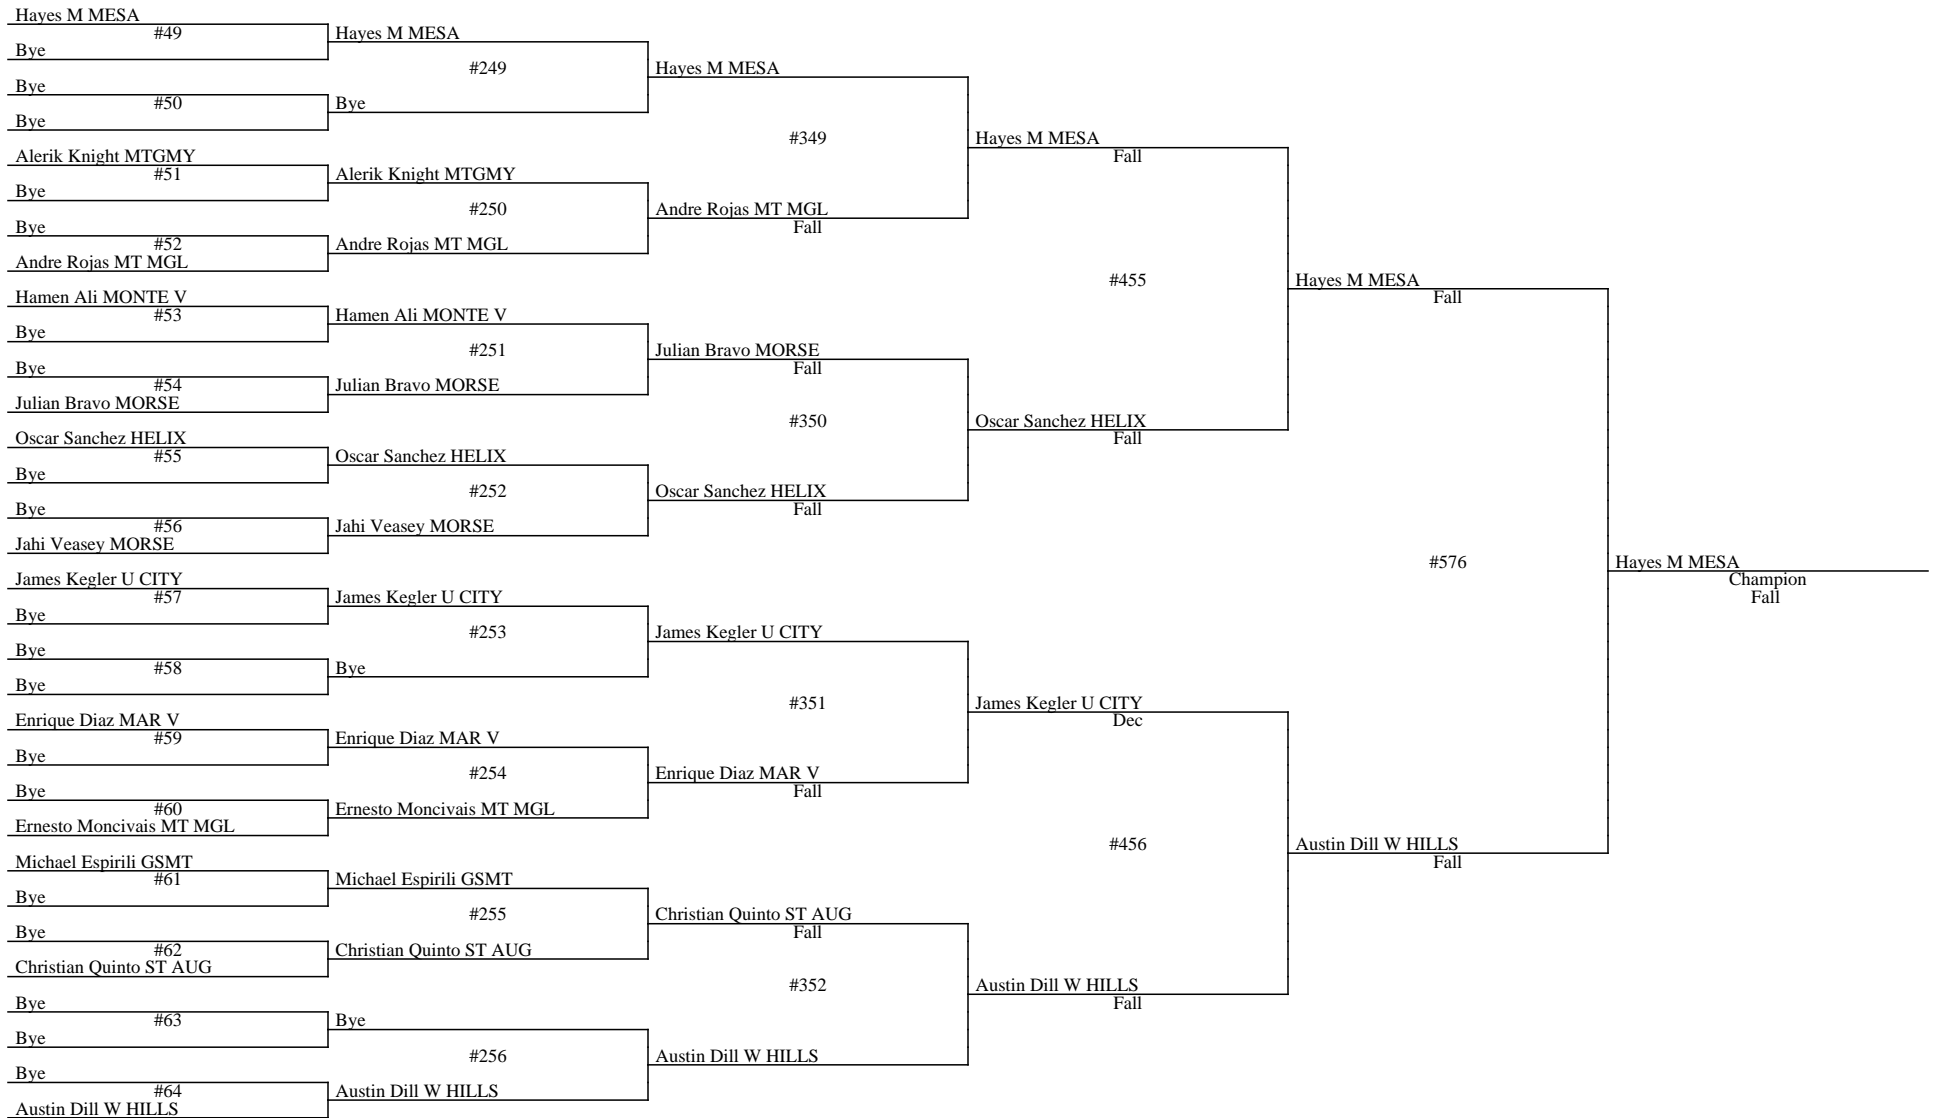 Hayes M MESA
#49
Bye
Bye
#50
Bye
Alerik Knight MTGMY
#51
Bye
Bye
#52
Andre Rojas MT MGL
Hamen Ali MONTE V
#53
Bye
Bye
#54
Julian Bravo MORSE
Oscar Sanchez HELIX
#55
Bye
Bye
#56
Jahi Veasey MORSE
James Kegler U CITY
#57
Bye
Bye
#58
Bye
Enrique Diaz MAR V
#59
Bye
Bye
#60
Ernesto Moncivais MT MGL
Michael Espirili GSMT
#61
Bye
Bye
#62
Christian Quinto ST AUG
Bye
#63
Bye
Bye
#64
Austin Dill W HILLS
Hayes M MESA
#249
Bye
Alerik Knight MTGMY
#250
Andre Rojas MT MGL
Hamen Ali MONTE V
#251
Julian Bravo MORSE
Oscar Sanchez HELIX
#252
Jahi Veasey MORSE
James Kegler U CITY
#253
Bye
Enrique Diaz MAR V
#254
Ernesto Moncivais MT MGL
Michael Espirili GSMT
#255
Christian Quinto ST AUG
Bye
#256
Austin Dill W HILLS
Hayes M MESA
#349
Andre Rojas MT MGL
Fall
Julian Bravo MORSE
Fall
#350
Oscar Sanchez HELIX
Fall
James Kegler U CITY
#351
Enrique Diaz MAR V
Fall
Christian Quinto ST AUG
Fall
#352
Austin Dill W HILLS
Hayes M MESA
Fall
#455
Oscar Sanchez HELIX
Fall
James Kegler U CITY
Dec
#456
Austin Dill W HILLS
Fall
Hayes M MESA
Fall
#576
Austin Dill W HILLS
Fall
Hayes M MESA
Champion
Fall